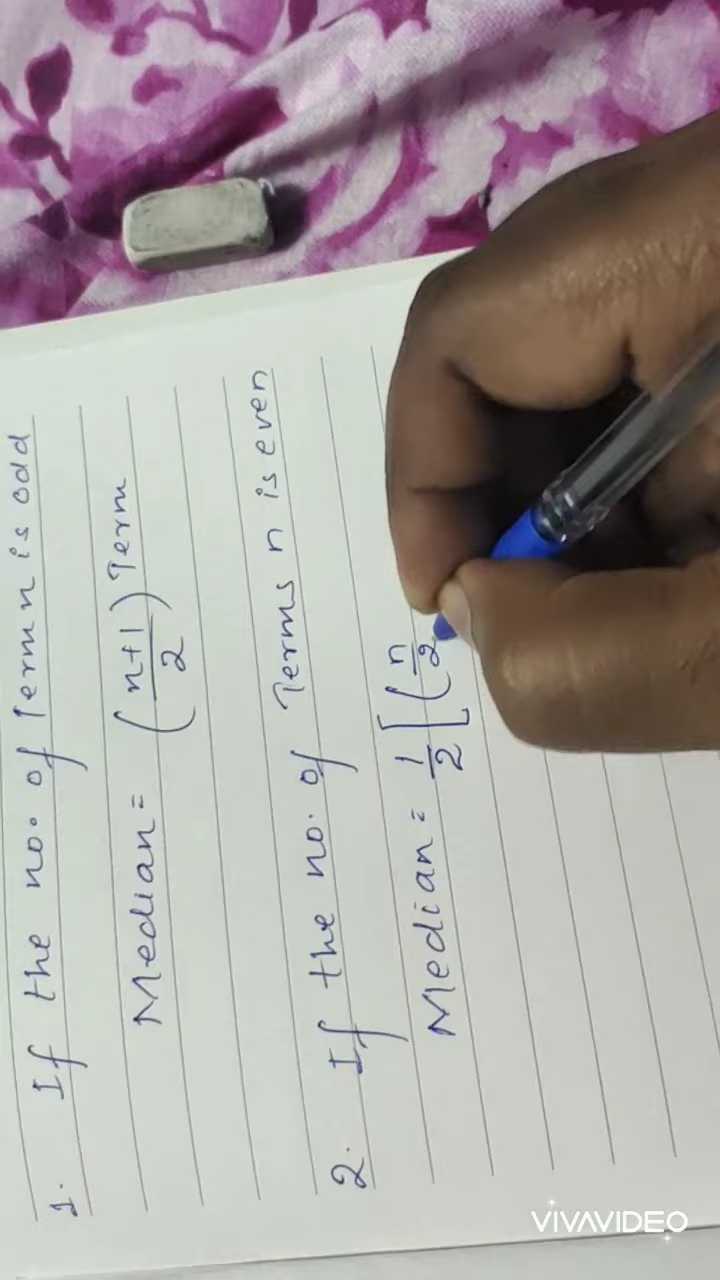 1. If the no. of Term n is odd
Median = (n+1/2) Term
2. If the no. of Terms n is even
Median = 1/2 [(n/2
VIVAVIDEO